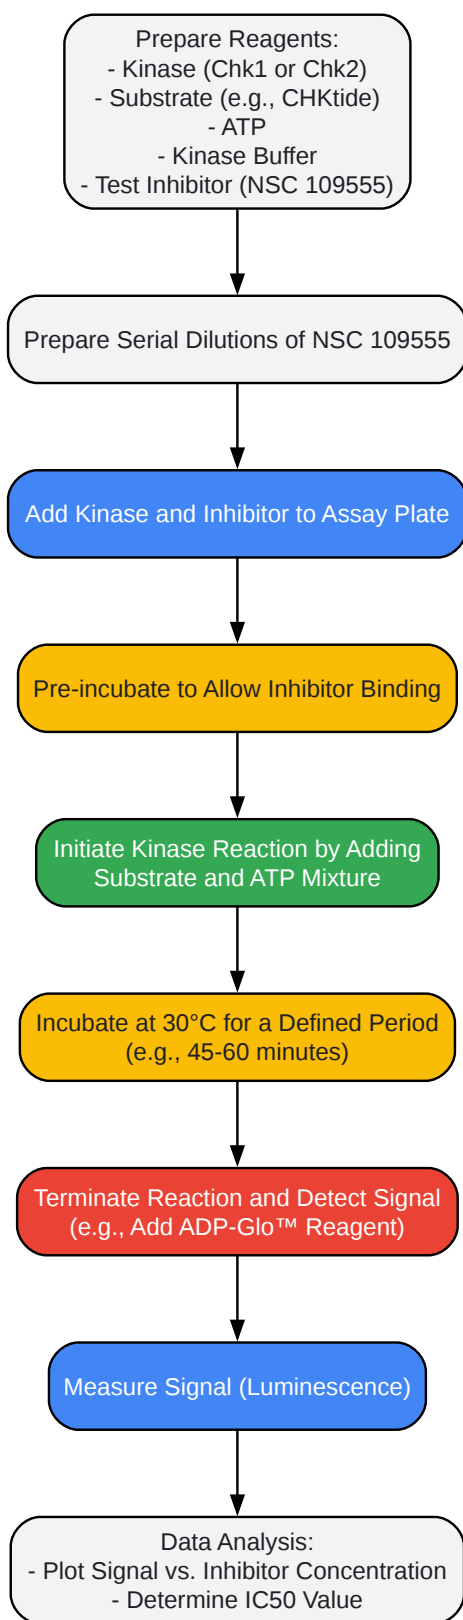 Prepare Reagents:
- Kinase (Chk1 or Chk2)
- Substrate (e.g., CHKtide)
- ATP
- Kinase Buffer
- Test Inhibitor (NSC 109555)
Prepare Serial Dilutions of NSC 109555
Add Kinase and Inhibitor to Assay Plate
Pre-incubate to Allow Inhibitor Binding
Initiate Kinase Reaction by Adding
Substrate and ATP Mixture
Incubate at 30°C for a Defined Period
(e.g., 45-60 minutes)
Terminate Reaction and Detect Signal
(e.g., Add ADP-Glo™ Reagent)
Measure Signal (Luminescence)
Data Analysis:
- Plot Signal vs. Inhibitor Concentration
- Determine IC50 Value